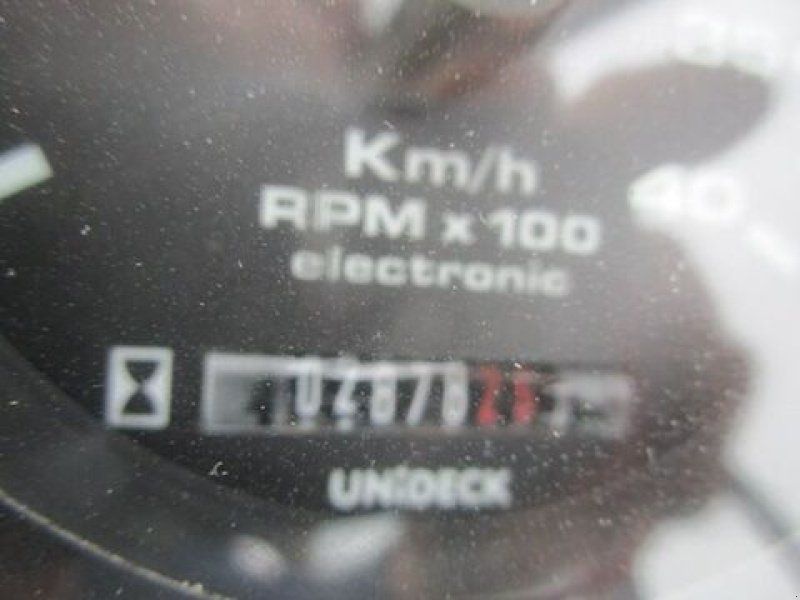 Km/h
40
RPM x 100
electronic
UNIDECK